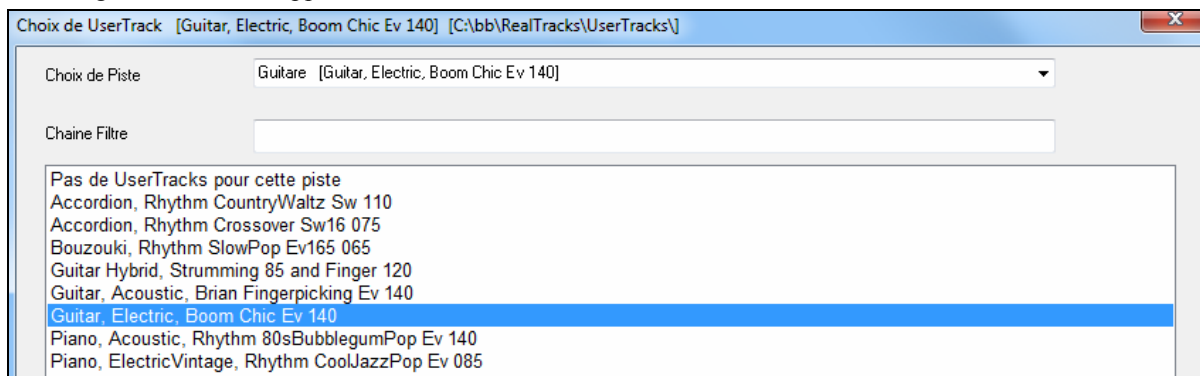 Choix de UserTrack [Guitar, Electric, Boom Chic Ev 140] [C:\bb\RealTracks\UserTracks\]
Choix de Piste
Guitare [Guitar, Electric, Boom Chic Ev 140]
Chaine Filtre
Pas de UserTracks pour cette piste
Accordion, Rhythm CountryWaltz Sw 110
Accordion, Rhythm Crossover Sw16 075
Bouzouki, Rhythm SlowPop Ev165 065
Guitar Hybrid, Strumming 85 and Finger 120
Guitar, Acoustic, Brian Fingerpicking Ev 140
Guitar, Electric, Boom Chic Ev 140
Piano, Acoustic, Rhythm 80sBubblegumPop Ev 140
Piano, ElectricVintage, Rhythm CoolJazzPop Ev 085